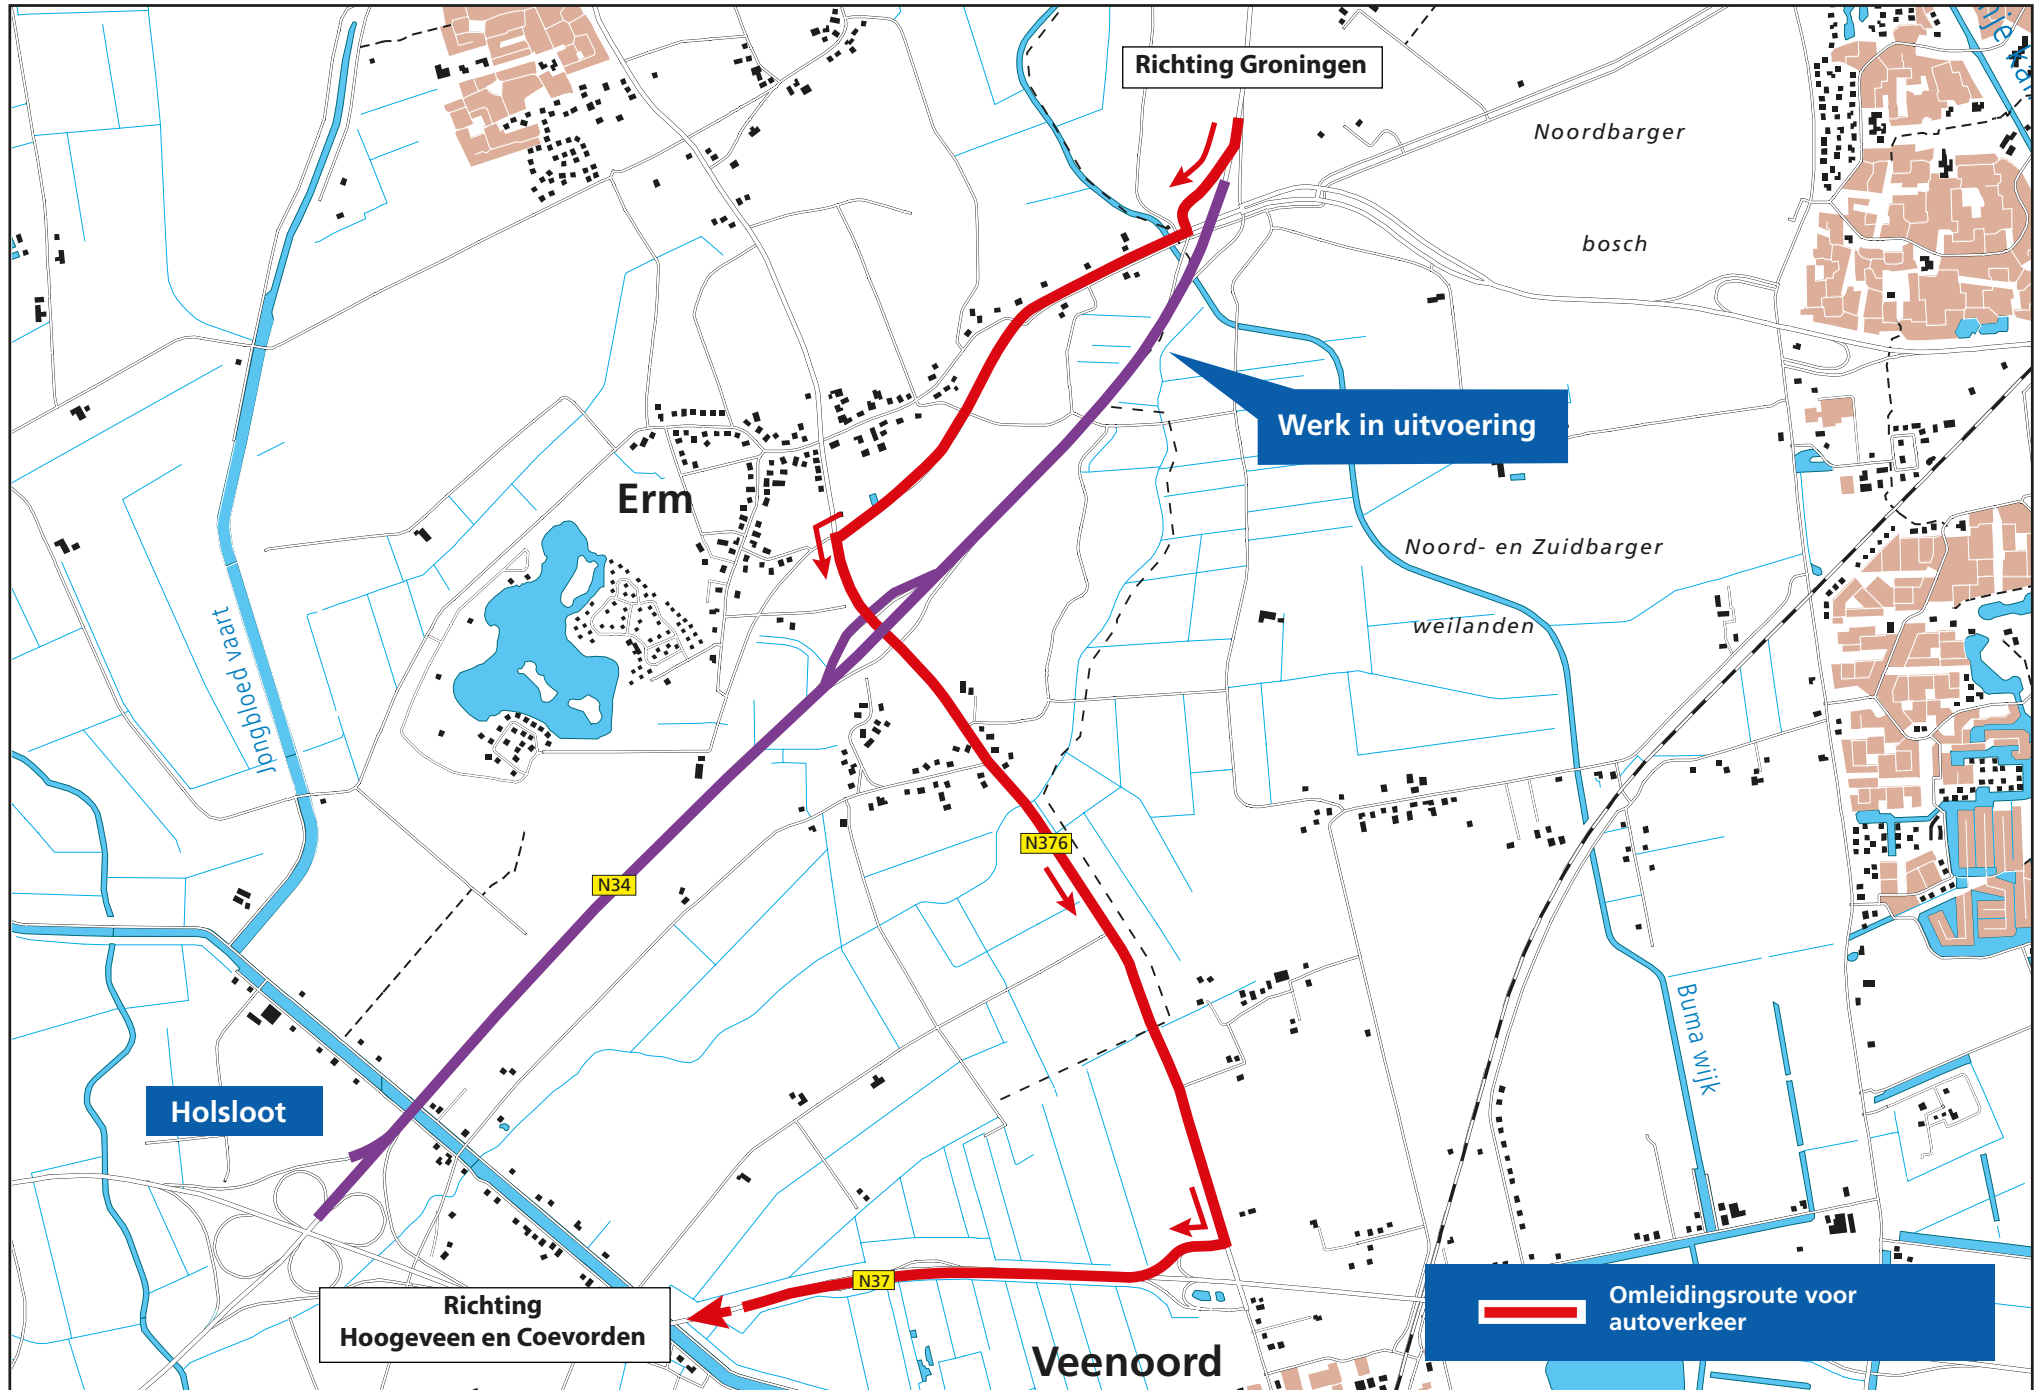 Richting Groningen
Noordbarger
bosch
Werk in uitvoering
Erm
Noord- en Zuidbarger
weilanden
Jongbloed vaart
N376
N34
Buma wijk
Holsloot
N37
Richting
Hoogeveen en Coevorden
Omleidingsroute voor
autoverkeer
Veenoord